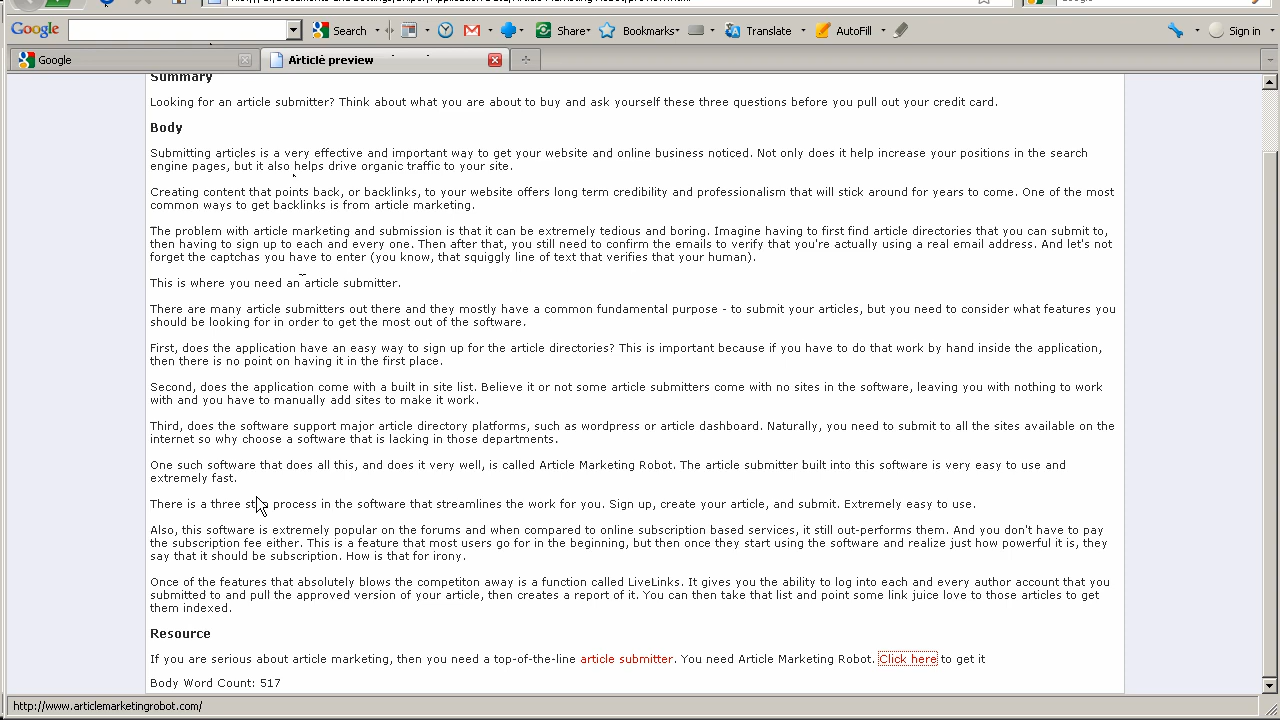 Google
Search
Share
Bookmarks
Translate
AutoFill
Sign in
Google
Article preview
Summary
Looking for an article submitter? Think about what you are about to buy and ask yourself these three questions before you pull out your credit card.
Body
Submitting articles is a very effective and important way to get your website and online business noticed. Not only does it help increase your positions in the search
engine pages, but it also helps drive organic traffic to your site.
Creating content that points back, or backlinks, to your website offers long term credibility and professionalism that will stick around for years to come. One of the most
common ways to get backlinks is from article marketing.
The problem with article marketing and submission is that it can be extremely tedious and boring. Imagine having to first find article directories that you can submit to,
then having to sign up to each and every one. Then after that, you still need to confirm the emails to verify that you're actually using a real email address. And let's not
forget the captchas you have to enter (you know, that squiggly line of text that verifies that your human).
This is where you need an article submitter.
There are many article submitters out there and they mostly have a common fundamental purpose - to submit your articles, but you need to consider what features you
should be looking for in order to get the most out of the software.
First, does the application have an easy way to sign up for the article directories? This is important because if you have to do that work by hand inside the application,
then there is no point on having it in the first place.
Second, does the application come with a built in site list. Believe it or not some article submitters come with no sites in the software, leaving you with nothing to work
with and you have to manually add sites to make it work.
Third, does the software support major article directory platforms, such as wordpress or article dashboard. Naturally, you need to submit to all the sites available on the
internet so why choose a software that is lacking in those departments.
One such software that does all this, and does it very well, is called Article Marketing Robot. The article submitter built into this software is very easy to use and
extremely fast.
There is a three step process in the software that streamlines the work for you. Sign up, create your article, and submit. Extremely easy to use.
Also, this software is extremely popular on the forums and when compared to online subscription based services, it still out-performs them. And you don't have to pay
the subscription fee either. This is a feature that most users go for in the beginning, but then once they start using the software and realize just how powerful it is, they
say that it should be subscription. How is that for irony.
Once of the features that absolutely blows the competiton away is a function called LiveLinks. It gives you the ability to log into each and every author account that you
submitted to and pull the approved version of your article, then creates a report of it. You can then take that list and point some link juice love to those articles to get
them indexed.
Resource
If you are serious about article marketing, then you need a top-of-the-line article submitter. You need Article Marketing Robot. Click here to get it
Body Word Count: 517
http://www.articlemarketingrobot.com/